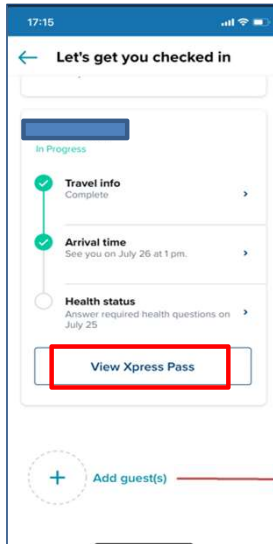 17:15
Let's get you checked in
In Progress
Travel info
Complete
Arrival time
See you on July 26 at 1 pm.
Health status
Answer required health questions on
July 25
View Xpress Pass
+ Add guest(s)